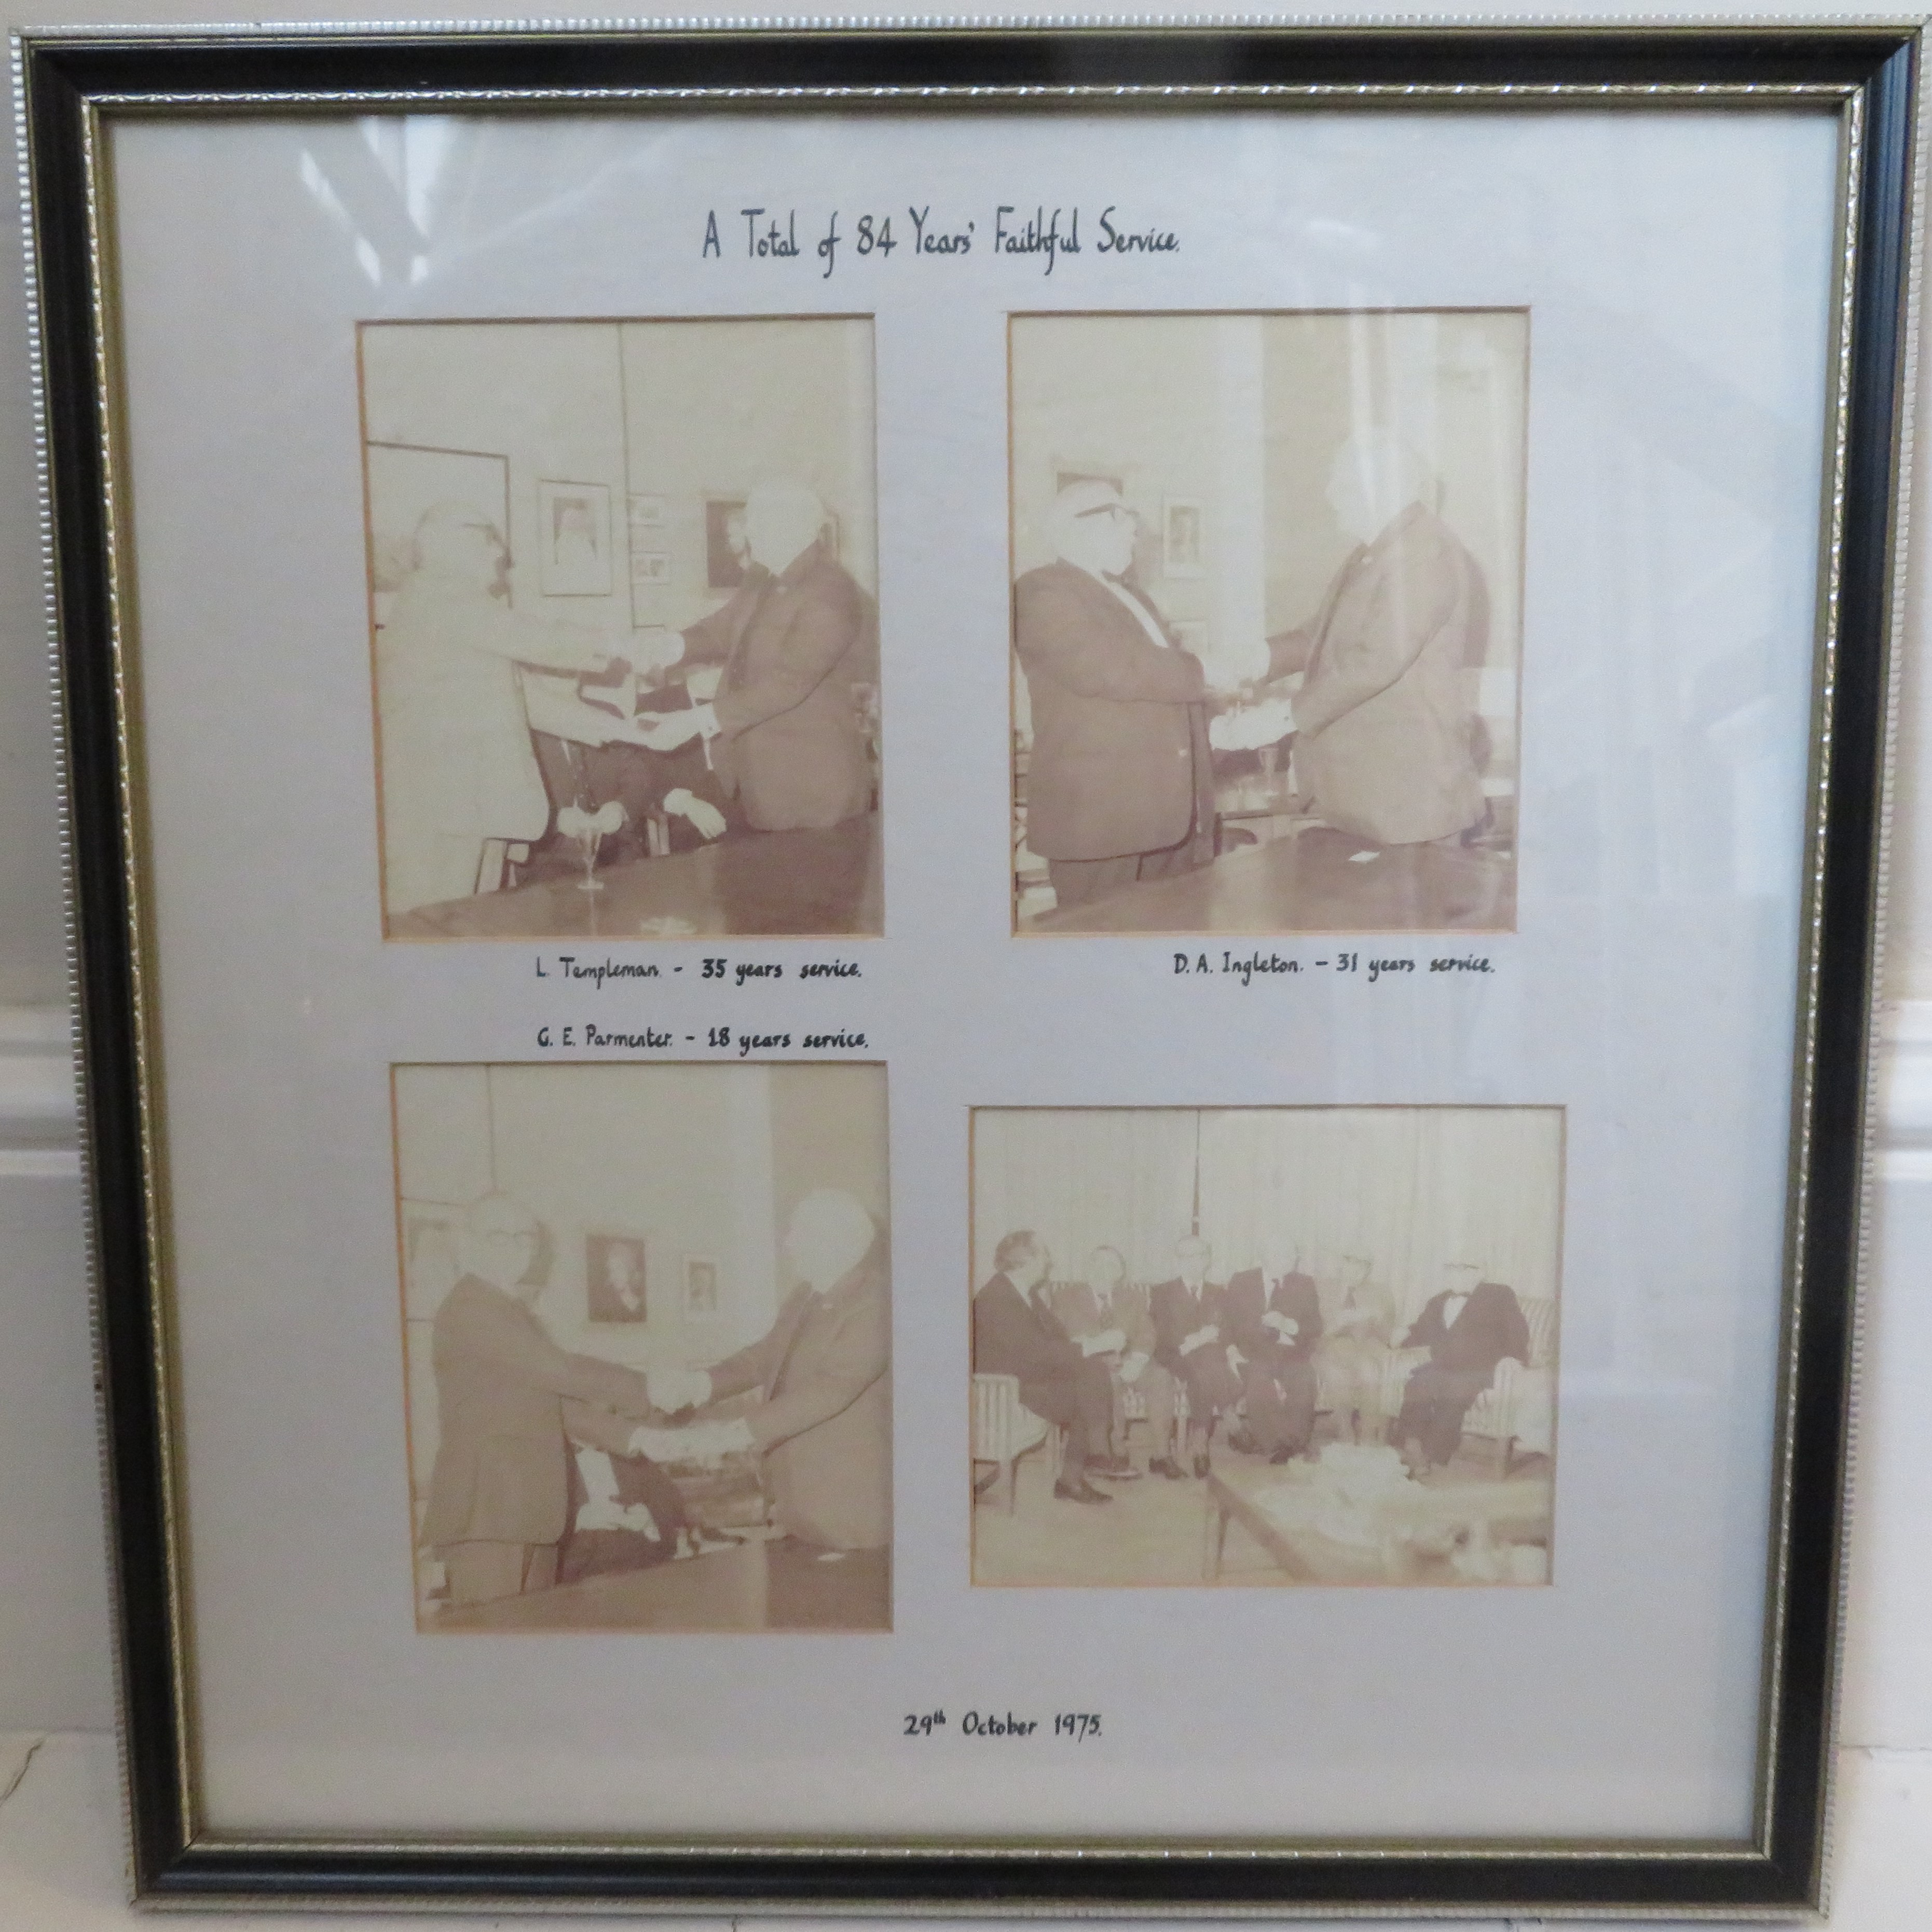 A Total of 84 Years' Faithful Service.
L. Templeman. - 35 years service.
D. A. Ingleton. - 31 years service.
G. E. Parmenter. - 18 years service.
29th October 1975.